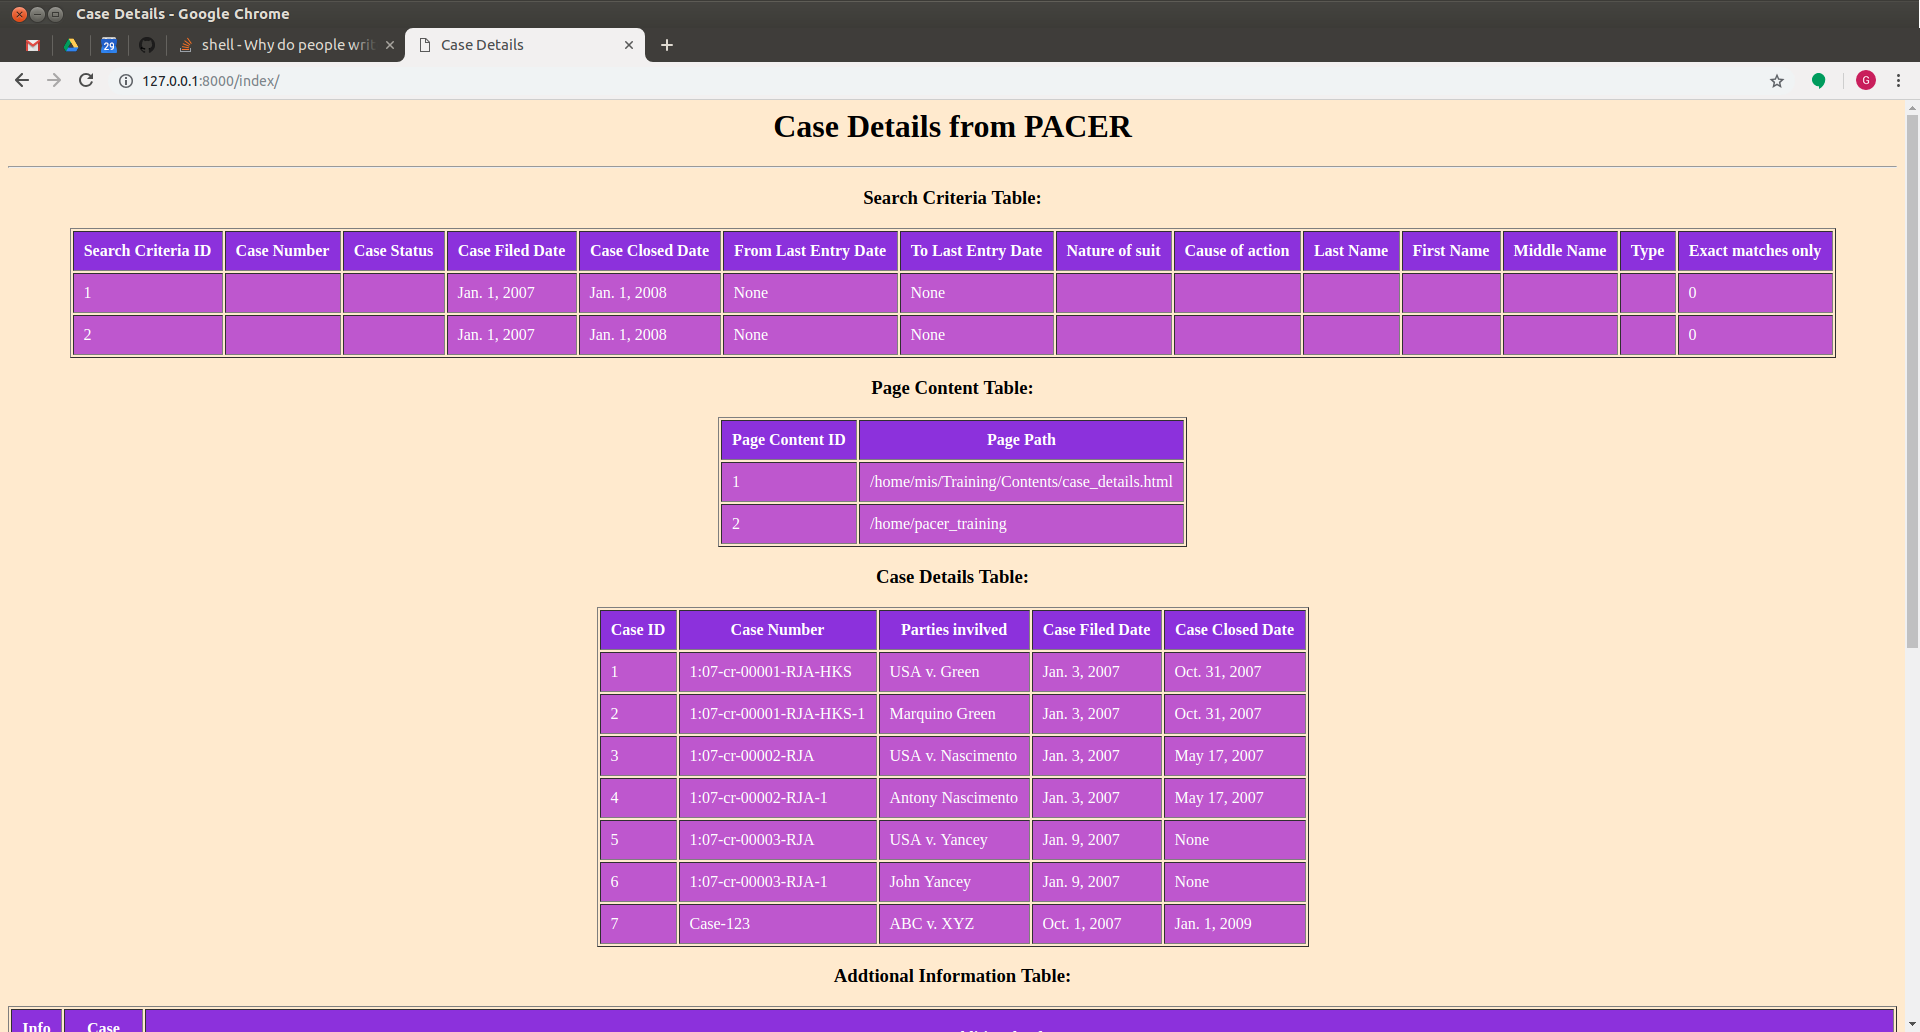 Case Details - Google Chrome
29 shell - Why do people writ Case Details
127.0.0.1:8000/index/ G
Case Details from PACER
Search Criteria Table:
Search Criteria ID Case Number Case Status Case Filed Date Case Closed Date From Last Entry Date To Last Entry Date Nature of suit Cause of action Last Name First Name Middle Name Type Exact matches only
1 Jan. 1, 2007 Jan. 1, 2008 None None 0
2 Jan. 1, 2007 Jan. 1, 2008 None None 0
Page Content Table:
Page Content ID Page Path
1 /home/mis/Training/Contents/case_details.html
2 /home/pacer_training
Case Details Table:
Case ID Case Number Parties invilved Case Filed Date Case Closed Date
1 1:07-cr-00001-RJA-HKS USA v. Green Jan. 3, 2007 Oct. 31, 2007
2 1:07-cr-00001-RJA-HKS-1 Marquino Green Jan. 3, 2007 Oct. 31, 2007
3 1:07-cr-00002-RJA USA v. Nascimento Jan. 3, 2007 May 17, 2007
4 1:07-cr-00002-RJA-1 Antony Nascimento Jan. 3, 2007 May 17, 2007
5 1:07-cr-00003-RJA USA v. Yancey Jan. 9, 2007 None
6 1:07-cr-00003-RJA-1 John Yancey Jan. 9, 2007 None
7 Case-123 ABC v. XYZ Oct. 1, 2007 Jan. 1, 2009
Addtional Information Table:
Info Case